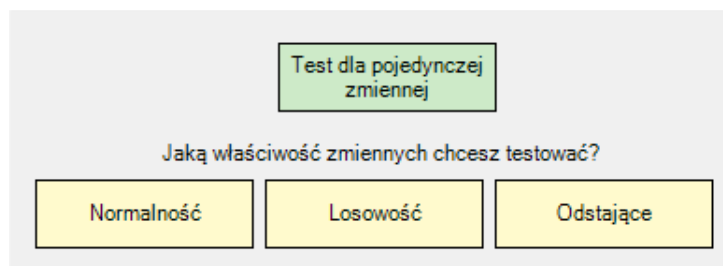 Test dla pojedynczej
zmiennej
Jaką właściwość zmiennych chcesz testować?
Normalność Losowość Odstające